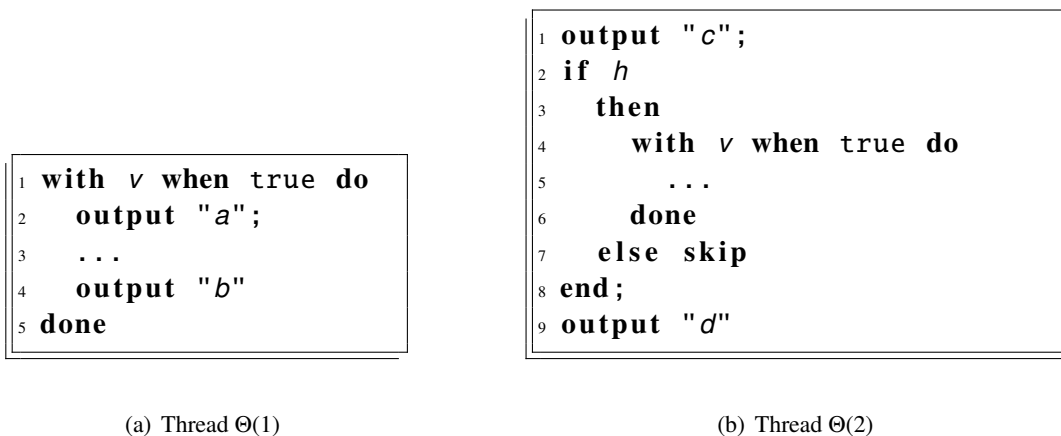 1 with v when true do
2 output "a";
3 ...
4 output "b"
5 done
(a) Thread Θ(1)
1 output "c";
2 if h
3 then
4 with v when true do
5 ...
6 done
7 else skip
8 end;
9 output "d"
(b) Thread Θ(2)